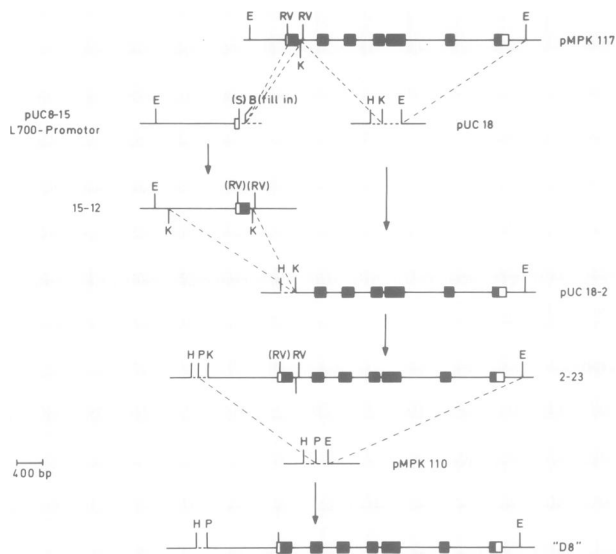 E RV RV E
K
pMPK 117
E (S) B(fill in) H K E
pUC8-15
L700-Promotor
pUC 18
E (RV) (RV)
15-12
K K
H K E
pUC 18-2
H P K (RV) RV E
2-23
H P E
400 bp
pMPK 110
H P E
"D8"